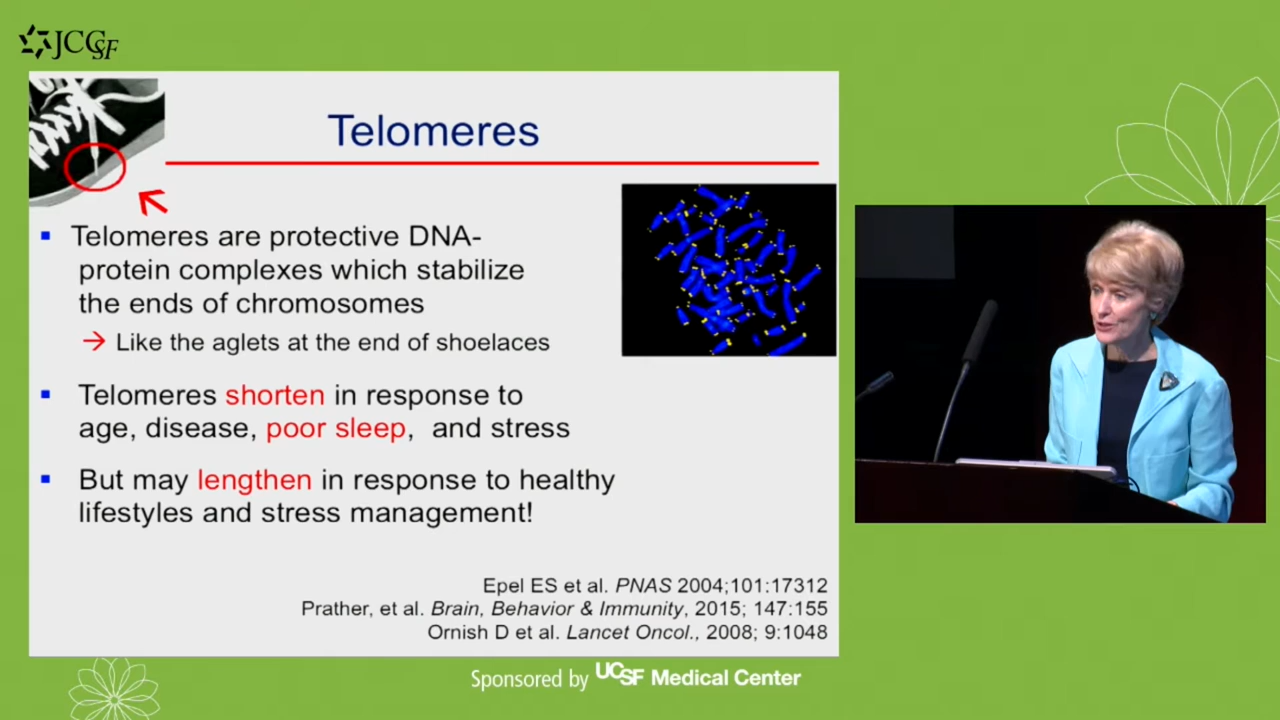 JCCSF
Telomeres
Telomeres are protective DNA-
protein complexes which stabilize
the ends of chromosomes
→ Like the aglets at the end of shoelaces
Telomeres shorten in response to
age, disease, poor sleep, and stress
But may lengthen in response to healthy
lifestyles and stress management!
Epel ES et al. PNAS 2004;101:17312
Prather, et al. Brain, Behavior & Immunity, 2015; 147:155
Ornish D et al. Lancet Oncol., 2008; 9:1048
Sponsored by UCSF Medical Center